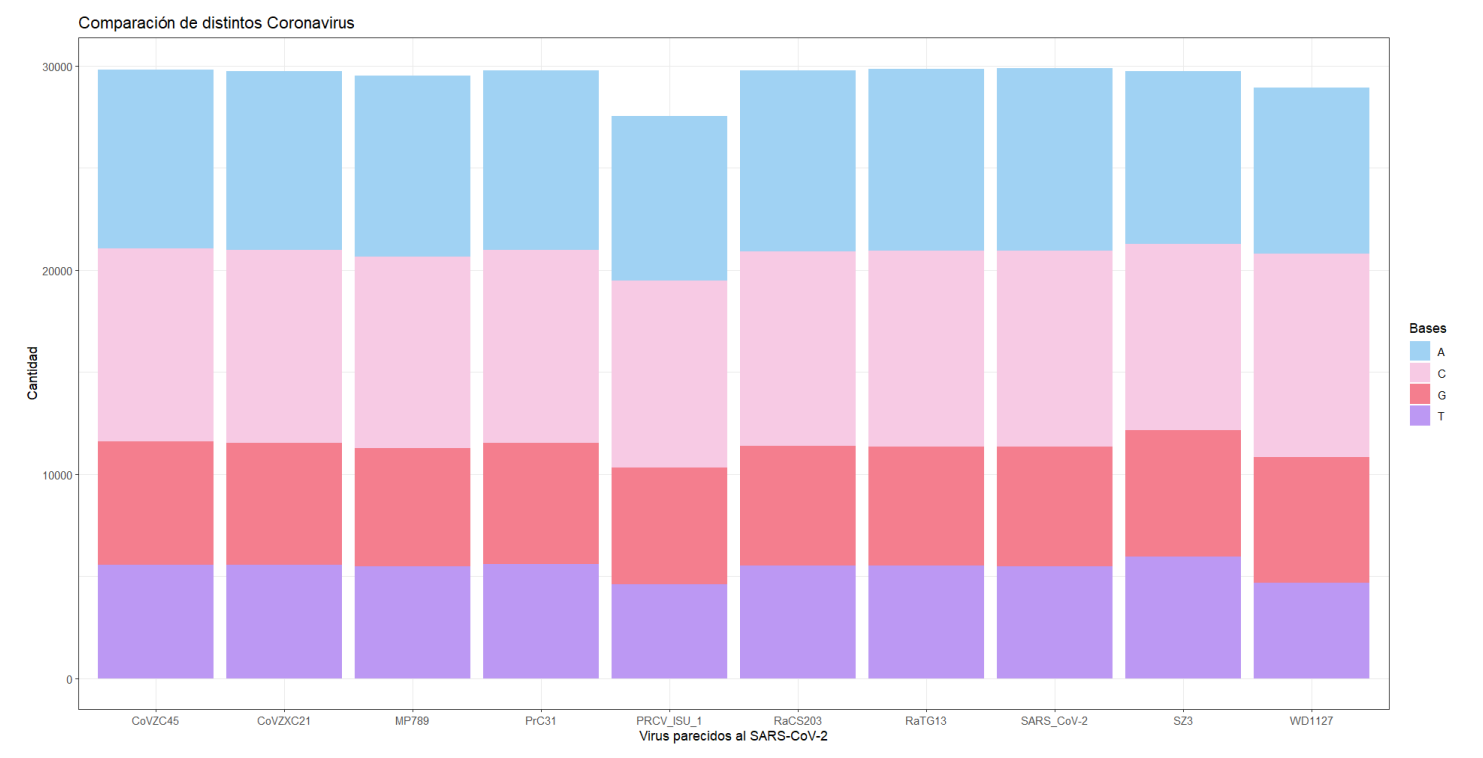 Comparación de distintos Coronavirus
Cantidad
30000
20000
10000
0
CoVZC45 CoVZXC21 MP789 PrC31 PRCV_ISU_1 RaCS203 RaTG13 SARS_CoV-2 SZ3 WD1127
Virus parecidos al SARS-CoV-2
Bases
A
C
G
T